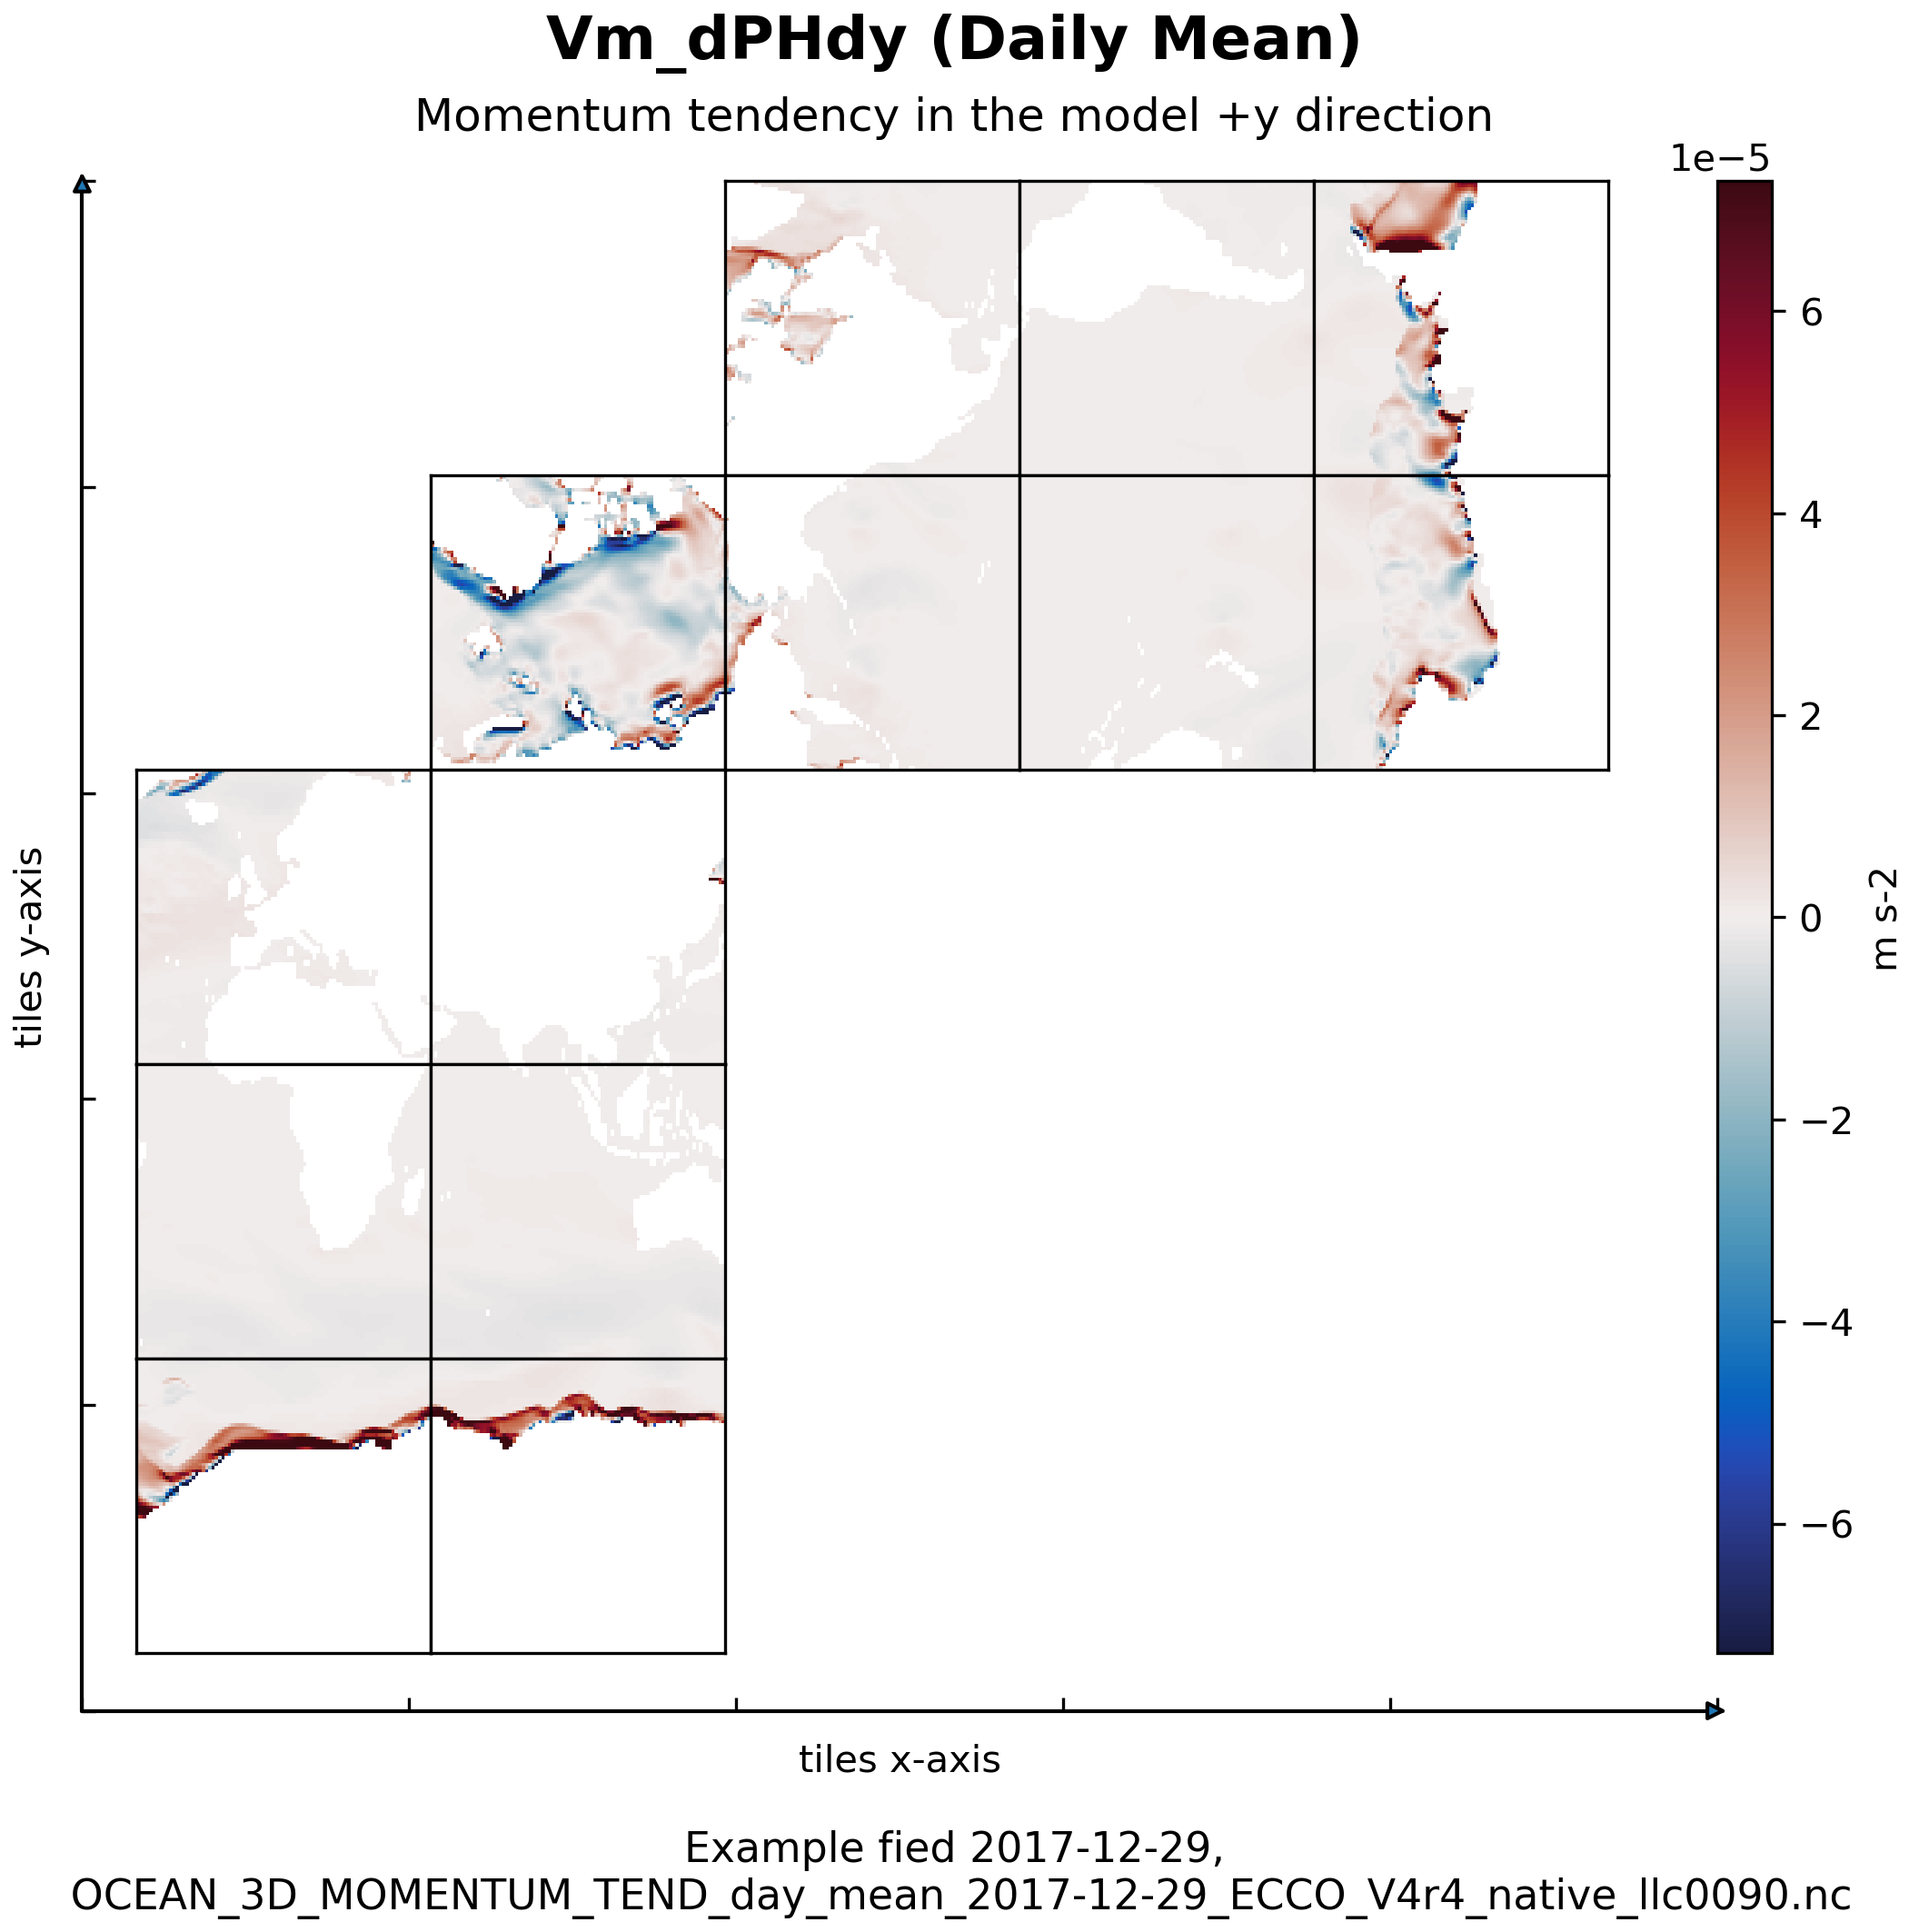 Vm_dPHdy (Daily Mean)
Momentum tendency in the model +y direction
1e−5
6
4
2
0
−2
−4
−6
m s-2
tiles y-axis
tiles x-axis
Example fied 2017-12-29,
OCEAN_3D_MOMENTUM_TEND_day_mean_2017-12-29_ECCO_V4r4_native_llc0090.nc